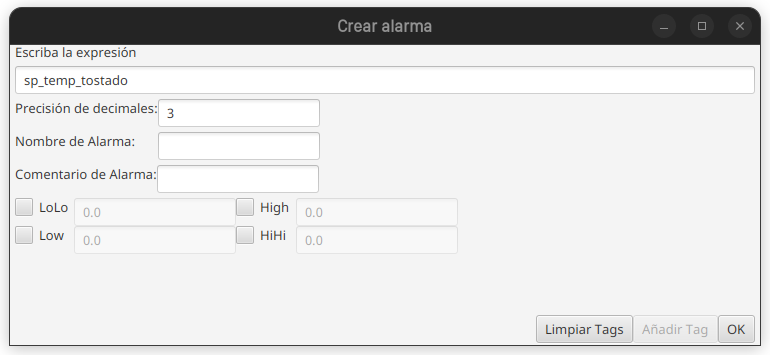 Crear alarma
Escriba la expresión
sp_temp_tostado
Precisión de decimales: 3
Nombre de Alarma:
Comentario de Alarma:
LoLo 0.0 High 0.0
Low 0.0 HiHi 0.0
Limpiar Tags Añadir Tag OK